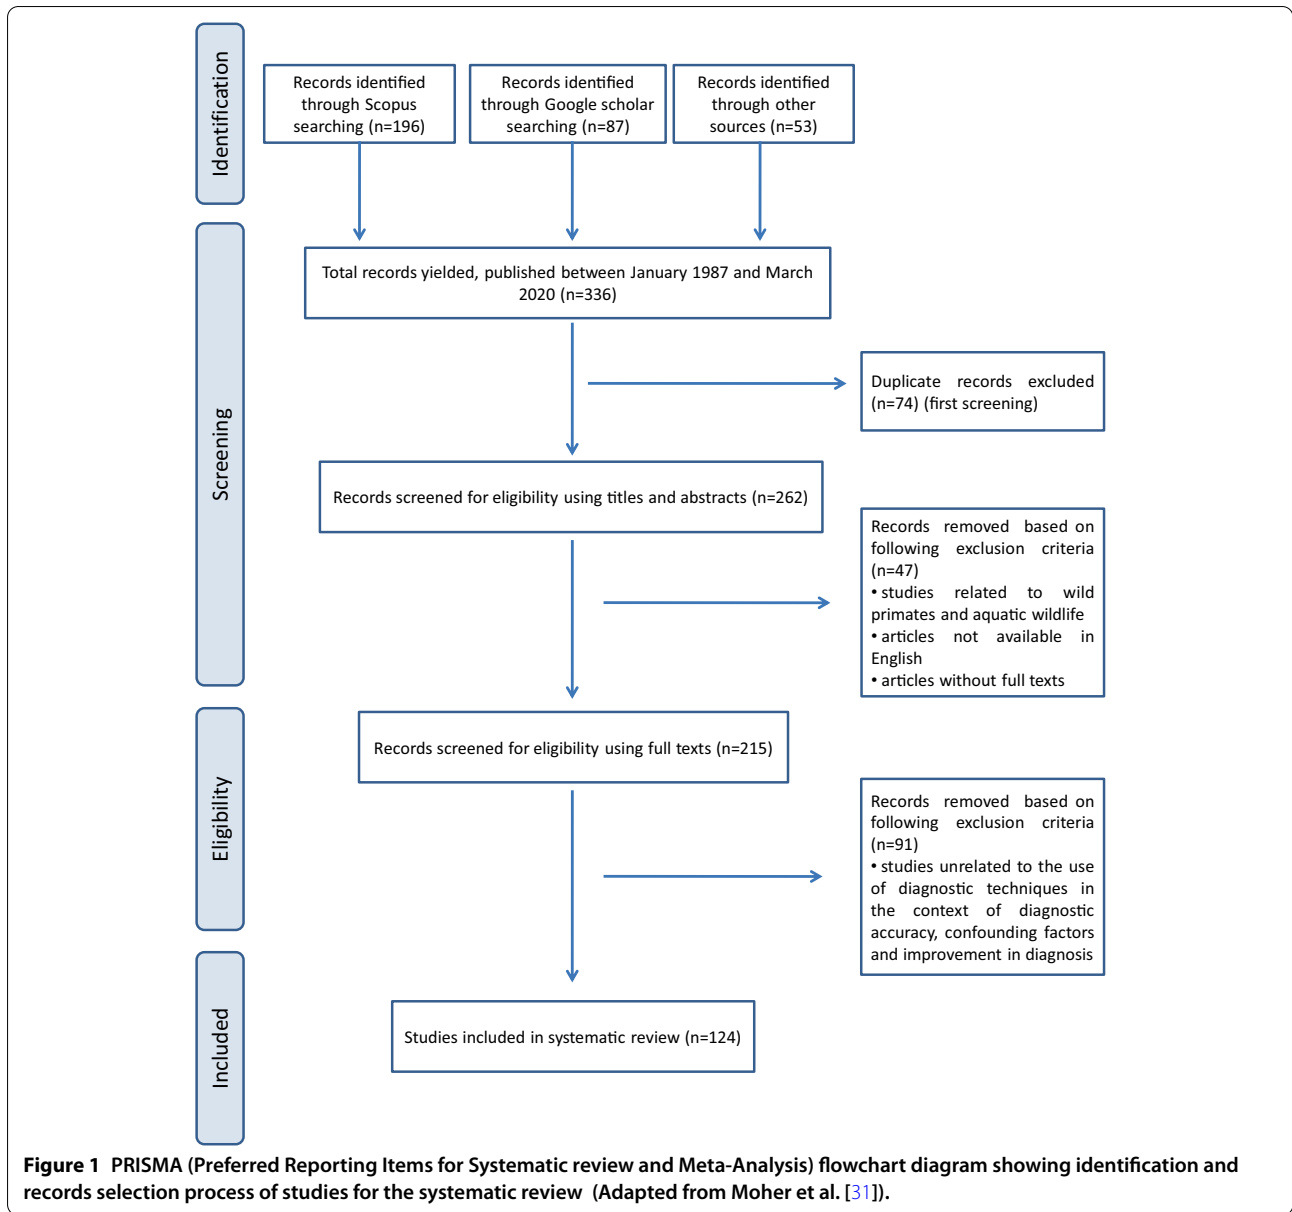 Identification
Records identified
through Scopus
searching (n=196)
Records identified
through Google scholar
searching (n=87)
Records identified
through other
sources (n=53)
Screening
Total records yielded, published between January 1987 and March
2020 (n=336)
Duplicate records excluded
(n=74) (first screening)
Records screened for eligibility using titles and abstracts (n=262)
Records removed based on
following exclusion criteria
(n=47)
• studies related to wild
primates and aquatic wildlife
• articles not available in
English
• articles without full texts
Eligibility
Records screened for eligibility using full texts (n=215)
Records removed based on
following exclusion criteria
(n=91)
• studies unrelated to the use
of diagnostic techniques in
the context of diagnostic
accuracy, confounding factors
and improvement in diagnosis
Included
Studies included in systematic review (n=124)
Figure 1 PRISMA (Preferred Reporting Items for Systematic review and Meta-Analysis) flowchart diagram showing identification and
records selection process of studies for the systematic review (Adapted from Moher et al. [31]).